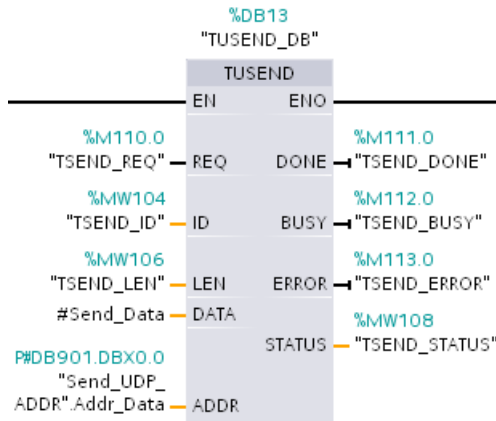 %DB13
"TUSEND_DB"
TUSEND
EN ENO
%M110.0 %M111.0
"TSEND_REQ" REQ DONE "TSEND_DONE"
%MW104 %M112.0
"TSEND_ID" ID BUSY "TSEND_BUSY"
%MW106 %M113.0
"TSEND_LEN" LEN ERROR "TSEND_ERROR"
#Send_Data DATA %MW108
STATUS "TSEND_STATUS"
P#DB901.DBX0.0
"Send_UDP_
ADDR".Addr_Data ADDR